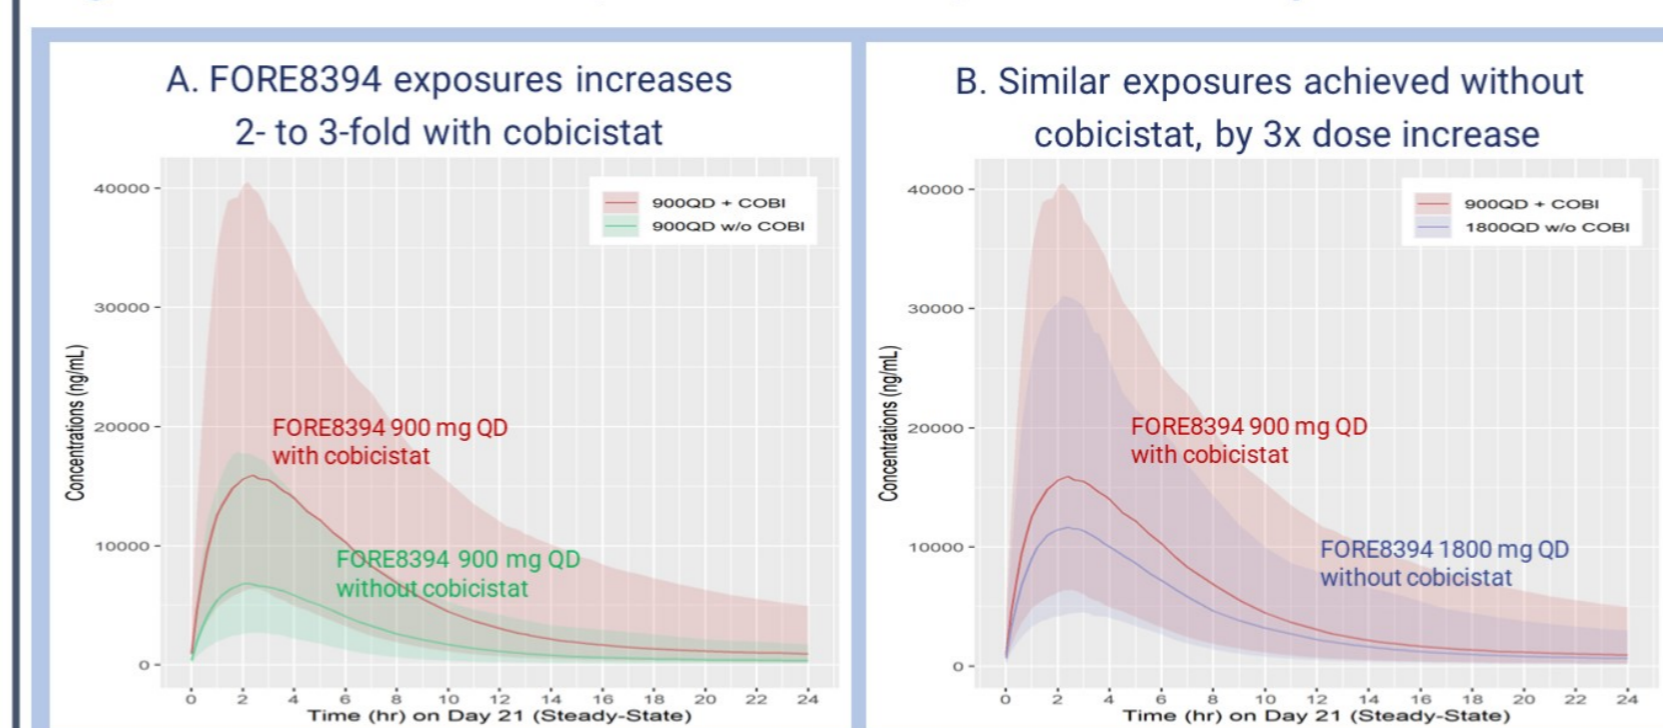 A. FORE8394 exposures increases
2- to 3-fold with cobicistat
40000
30000
20000
10000
0
Concentrations (ng/mL)
900QD + COBI
900QD w/o COBI
FORE8394 900 mg QD
with cobicistat
FORE8394 900 mg QD
without cobicistat
0 2 4 6 8 10 12 14 16 18 20 22 24
Time (hr) on Day 21 (Steady-State)
B. Similar exposures achieved without
cobicistat, by 3x dose increase
40000
30000
20000
10000
0
Concentrations (ng/mL)
900QD + COBI
1800QD w/o COBI
FORE8394 900 mg QD
with cobicistat
FORE8394 1800 mg QD
without cobicistat
0 2 4 6 8 10 12 14 16 18 20 22 24
Time (hr) on Day 21 (Steady-State)